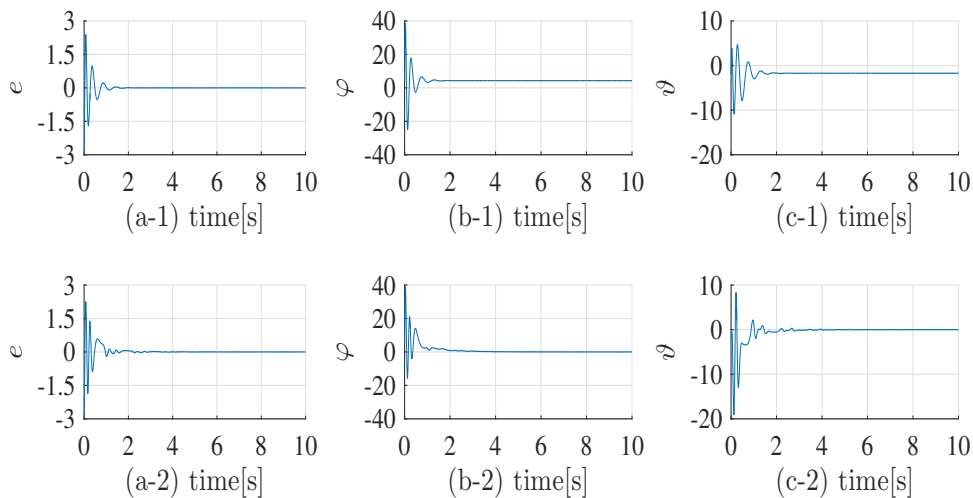 3
1.5
0
-1.5
-3
e
0 2 4 6 8 10
(a-1) time[s]
40
20
0
-20
-40
φ
0 2 4 6 8 10
(b-1) time[s]
10
0
-10
-20
ϑ
0 2 4 6 8 10
(c-1) time[s]
3
1.5
0
-1.5
-3
e
0 2 4 6 8 10
(a-2) time[s]
40
20
0
-20
-40
φ
0 2 4 6 8 10
(b-2) time[s]
10
0
-10
-20
ϑ
0 2 4 6 8 10
(c-2) time[s]